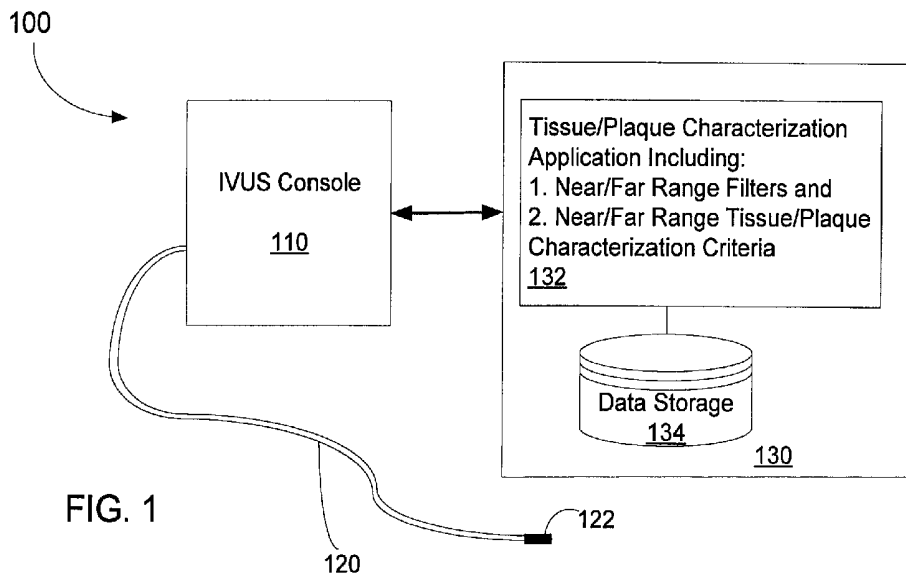 100
IVUS Console
110
Tissue/Plaque Characterization
Application Including:
1. Near/Far Range Filters and
2. Near/Far Range Tissue/Plaque
Characterization Criteria
132
Data Storage
134
130
FIG. 1
122
120